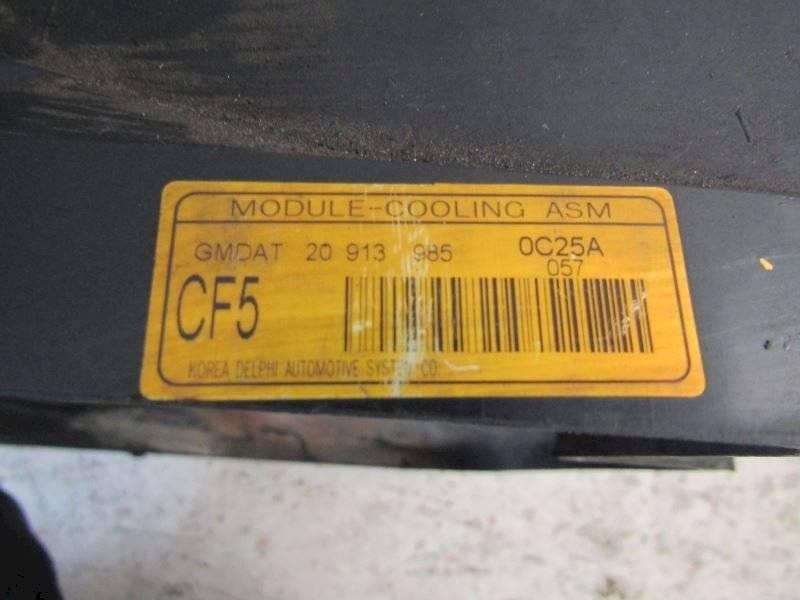 MODULE-COOLING ASM
GMDAT 20 913 985 0C25A
057
CF5
KOREA DELPHI AUTOMOTIVE SYSTEM CO